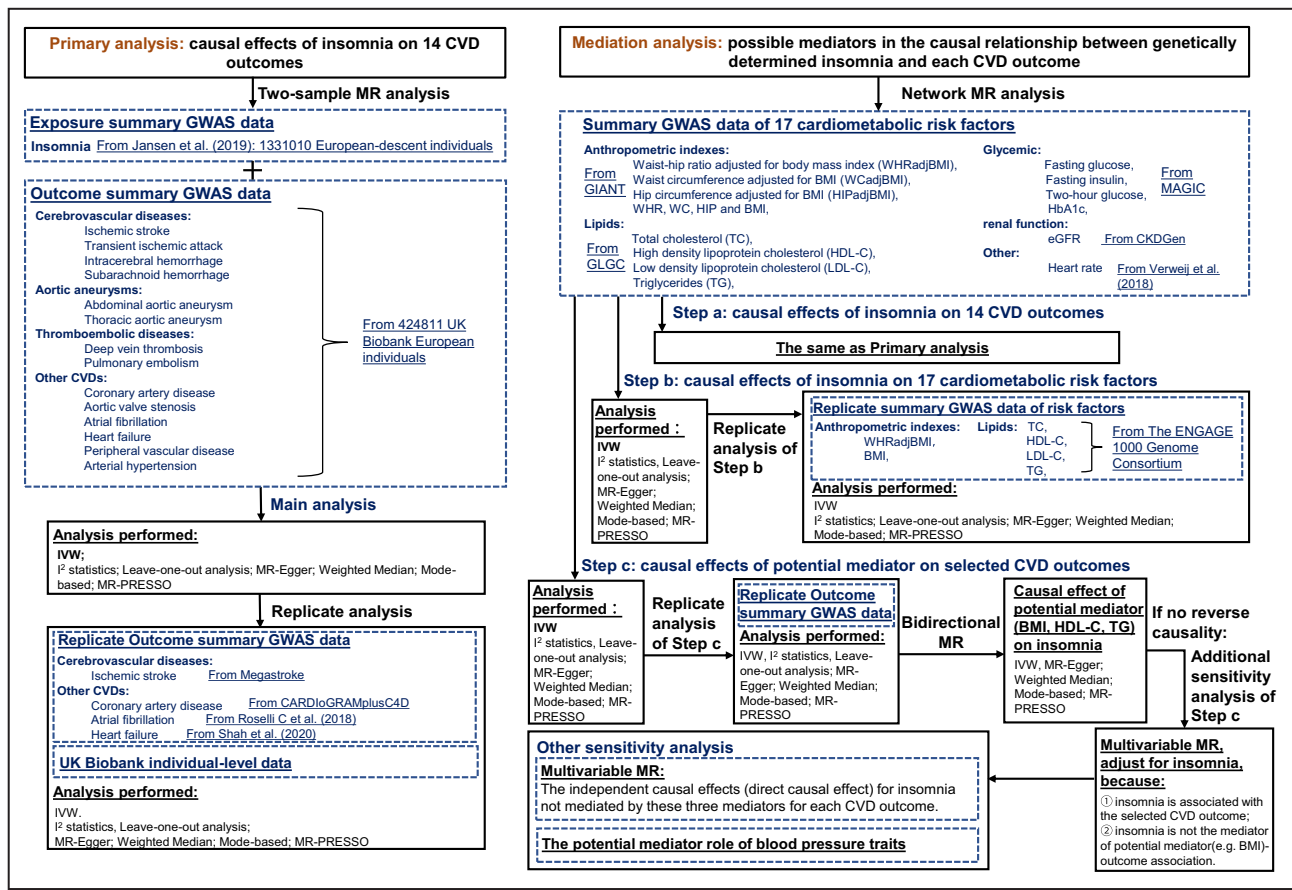 Primary analysis: causal effects of insomnia on 14 CVD
outcomes
Two-sample MR analysis
Exposure summary GWAS data
Insomnia From Jansen et al. (2019): 1331010 European-descent individuals
+
Outcome summary GWAS data
Cerebrovascular diseases:
Ischemic stroke
Transient ischemic attack
Intracerebral hemorrhage
Subarachnoid hemorrhage
Aortic aneurysms:
Abdominal aortic aneurysm
Thoracic aortic aneurysm
Thromboembolic diseases:
Deep vein thrombosis
Pulmonary embolism
Other CVDs:
Coronary artery disease
Aortic valve stenosis
Atrial fibrillation
Heart failure
Peripheral vascular disease
Arterial hypertension
From 424811 UK
Biobank European
individuals
Main analysis
Analysis performed:
IVW;
I² statistics; Leave-one-out analysis; MR-Egger; Weighted Median; Mode-
based; MR-PRESSO
Replicate analysis
Replicate Outcome summary GWAS data
Cerebrovascular diseases:
Ischemic stroke From Megastroke
Other CVDs:
Coronary artery disease From CARDIoGRAMplusC4D
Atrial fibrillation From Roselli C et al. (2018)
Heart failure From Shah et al. (2020)
UK Biobank individual-level data
Analysis performed:
IVW.
I² statistics, Leave-one-out analysis;
MR-Egger; Weighted Median; Mode-based; MR-PRESSO
Mediation analysis: possible mediators in the causal relationship between genetically
determined insomnia and each CVD outcome
Network MR analysis
Summary GWAS data of 17 cardiometabolic risk factors
Anthropometric indexes:
From
GIANT
Waist-hip ratio adjusted for body mass index (WHRadjBMI),
Waist circumference adjusted for BMI (WCadjBMI),
Hip circumference adjusted for BMI (HIPadjBMI),
WHR, WC, HIP and BMI,
Lipids:
From
GLGC
Total cholesterol (TC),
High density lipoprotein cholesterol (HDL-C),
Low density lipoprotein cholesterol (LDL-C),
Triglycerides (TG),
Glycemic:
Fasting glucose,
Fasting insulin,
Two-hour glucose,
HbA1c,
From
MAGIC
renal function:
eGFR From CKDGen
Other:
Heart rate From Verweij et al.
(2018)
Step a: causal effects of insomnia on 14 CVD outcomes
The same as Primary analysis
Step b: causal effects of insomnia on 17 cardiometabolic risk factors
Analysis
performed :
IVW
I² statistics, Leave-
one-out analysis;
MR-Egger;
Weighted Median;
Mode-based; MR-
PRESSO
Replicate
analysis of
Step b
Replicate summary GWAS data of risk factors
Anthropometric indexes:
WHRadjBMI,
BMI,
Lipids:
TC,
HDL-C,
LDL-C,
TG,
From The ENGAGE
1000 Genome
Consortium
Analysis performed:
IVW
I² statistics; Leave-one-out analysis; MR-Egger; Weighted Median;
Mode-based; MR-PRESSO
Step c: causal effects of potential mediator on selected CVD outcomes
Analysis
performed :
IVW
I² statistics, Leave-
one-out analysis;
MR-Egger;
Weighted Median;
Mode-based; MR-
PRESSO
Replicate
analysis
of Step c
Replicate Outcome
summary GWAS data
Analysis performed:
IVW, I² statistics, Leave-
one-out analysis; MR-
Egger; Weighted Median;
Mode-based; MR-
PRESSO
Bidirectional
MR
Causal effect of
potential mediator
(BMI, HDL-C, TG)
on insomnia
IVW, MR-Egger;
Weighted Median;
Mode-based; MR-
PRESSO
If no reverse
causality:
Additional
sensitivity
analysis of
Step c
Multivariable MR,
adjust for insomnia,
because:
① insomnia is associated with
the selected CVD outcome;
② insomnia is not the mediator
of potential mediator(e.g. BMI)-
outcome association.
Other sensitivity analysis
Multivariable MR:
The independent causal effects (direct causal effect) for insomnia
not mediated by these three mediators for each CVD outcome.
The potential mediator role of blood pressure traits